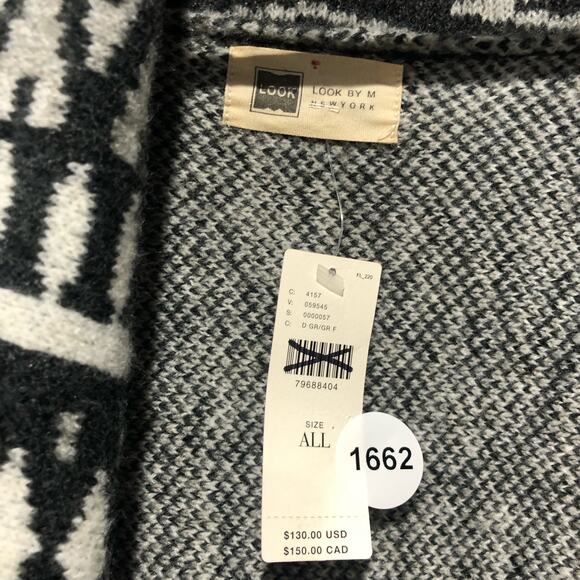 LOOK
LOOK BY M
NEWYORK
FL_220
C: 4157
V: 059545
S: 0000057
C: D GR/GR F
79688404
SIZE
ALL
1662
$130.00 USD
$150.00 CAD